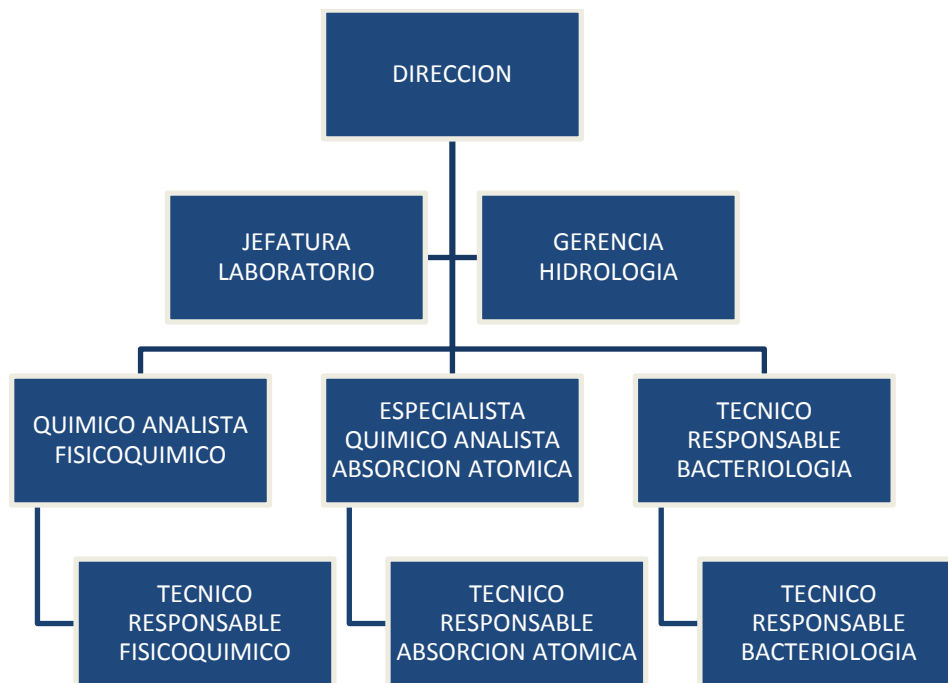 DIRECCION
JEFATURA
LABORATORIO
GERENCIA
HIDROLOGIA
QUIMICO ANALISTA
FISICOQUIMICO
ESPECIALISTA
QUIMICO ANALISTA
ABSORCION ATOMICA
TECNICO
RESPONSABLE
BACTERIOLOGIA
TECNICO
RESPONSABLE
FISICOQUIMICO
TECNICO
RESPONSABLE
ABSORCION ATOMICA
TECNICO
RESPONSABLE
BACTERIOLOGIA